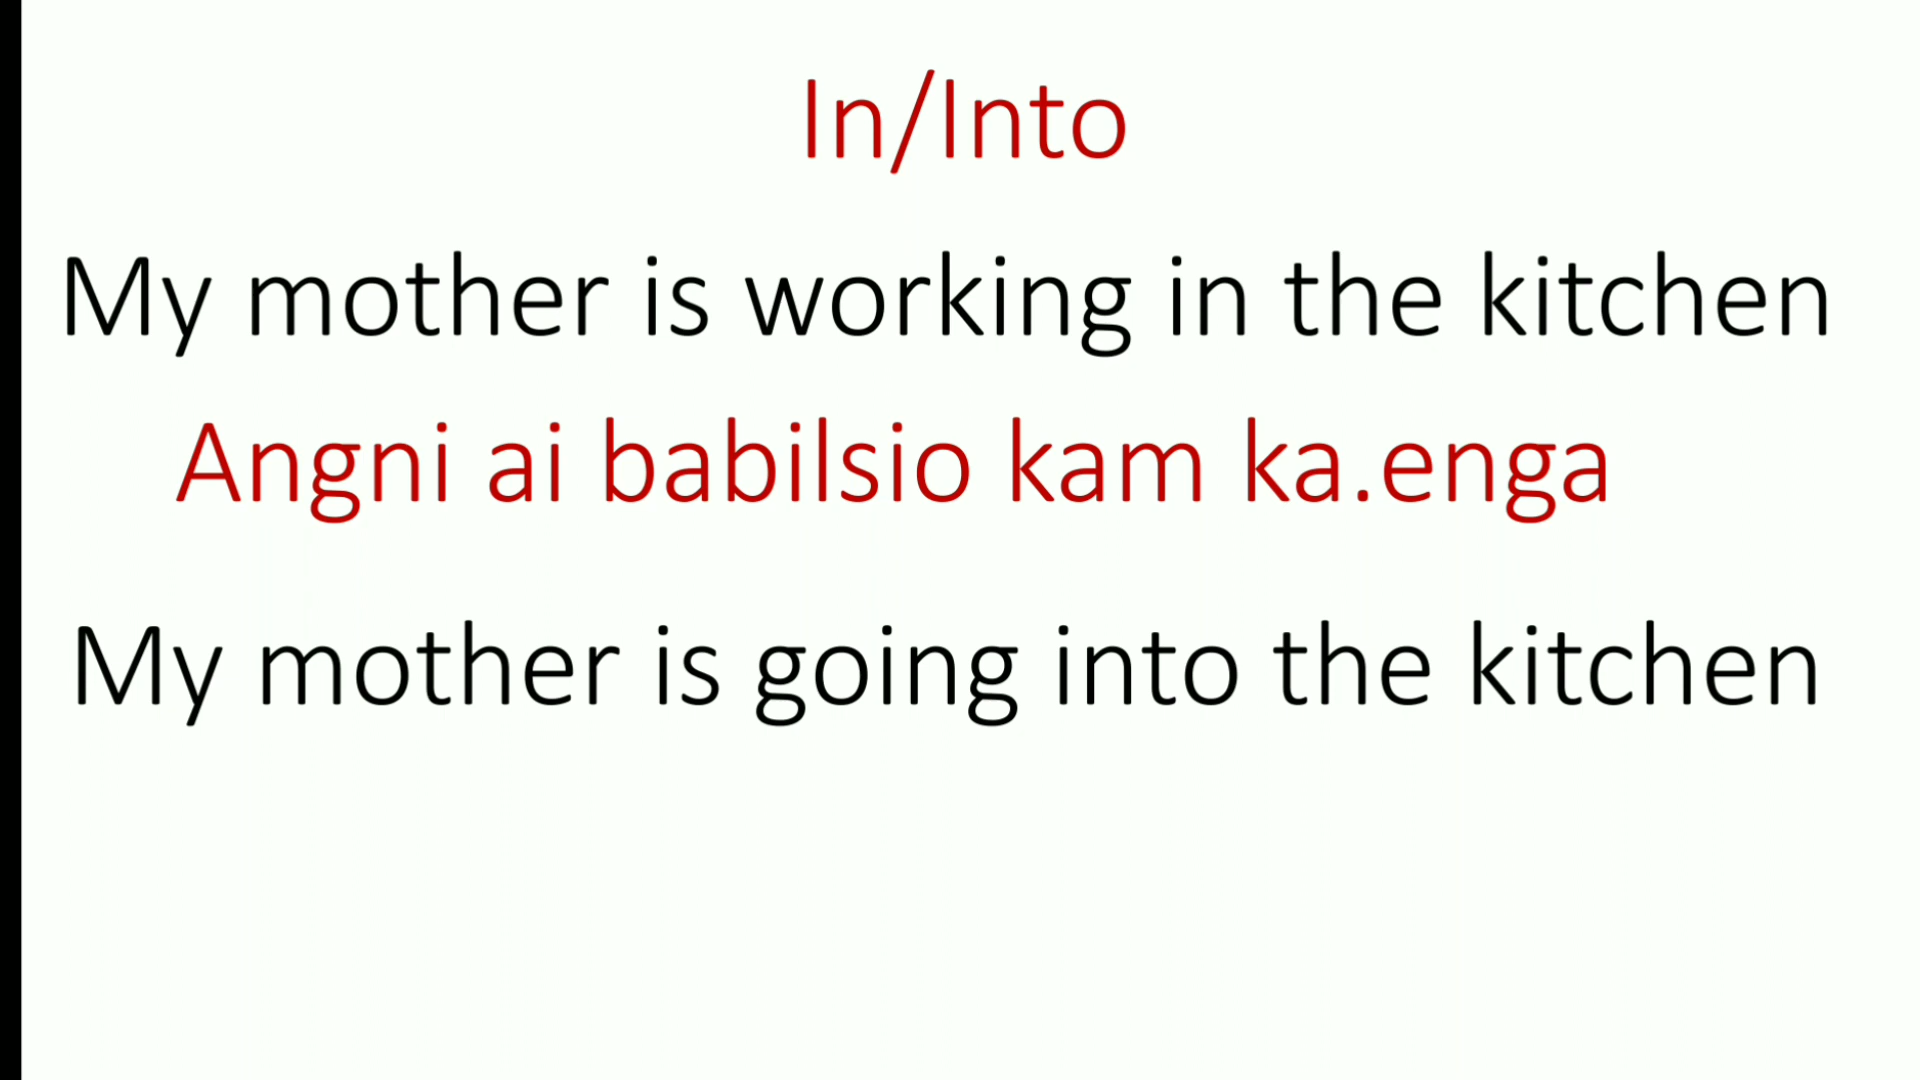 In/Into
My mother is working in the kitchen
Angni ai babilsio kam ka.enga
My mother is going into the kitchen